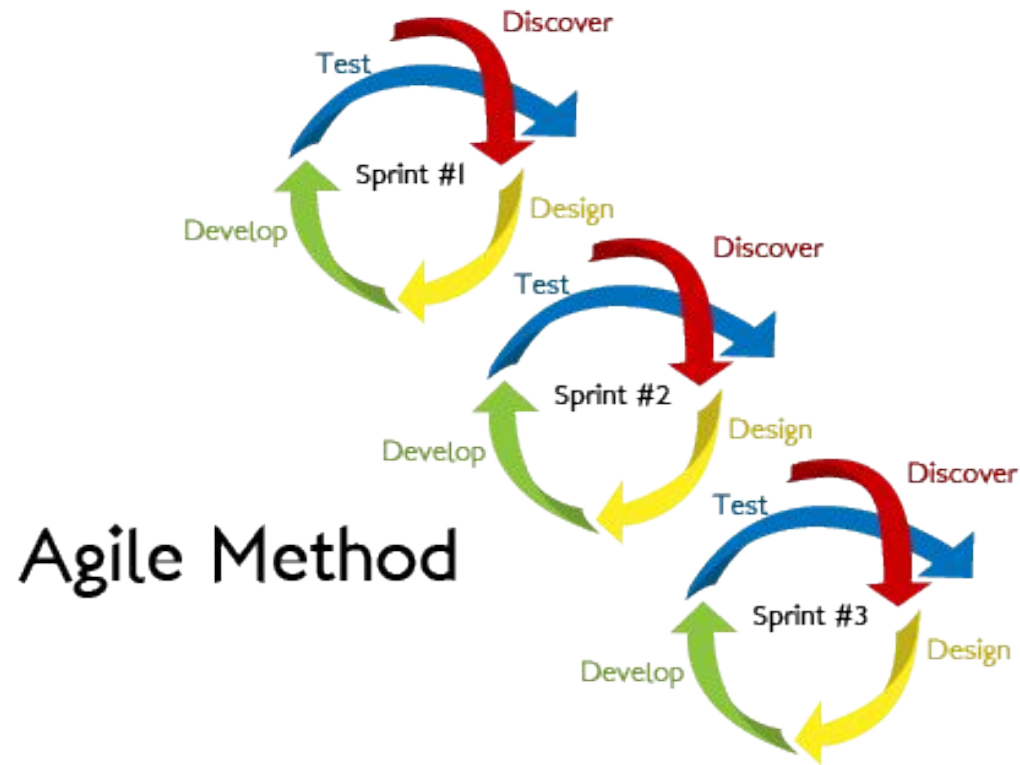 Discover
Test
Sprint #1
Design
Develop
Discover
Test
Sprint #2
Design
Develop
Discover
Test
Sprint #3
Design
Develop
Agile Method